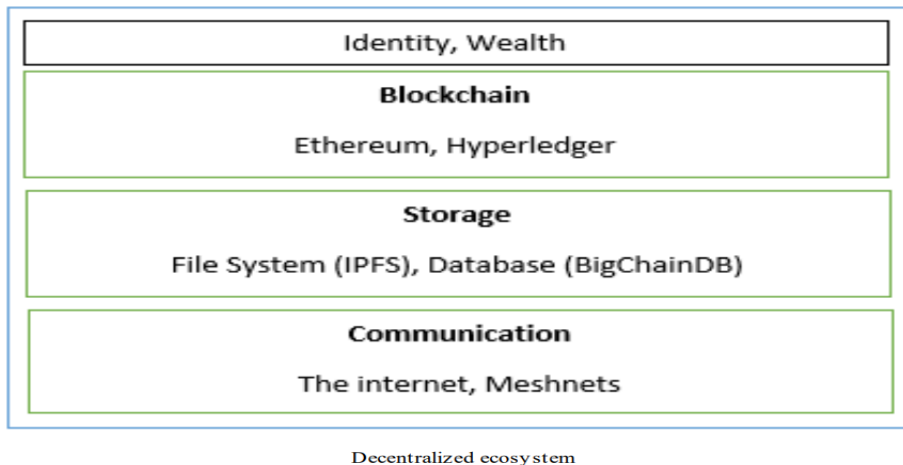 Identity, Wealth
Blockchain
Ethereum, Hyperledger
Storage
File System (IPFS), Database (BigChainDB)
Communication
The internet, Meshnets
Decentralized ecosystem